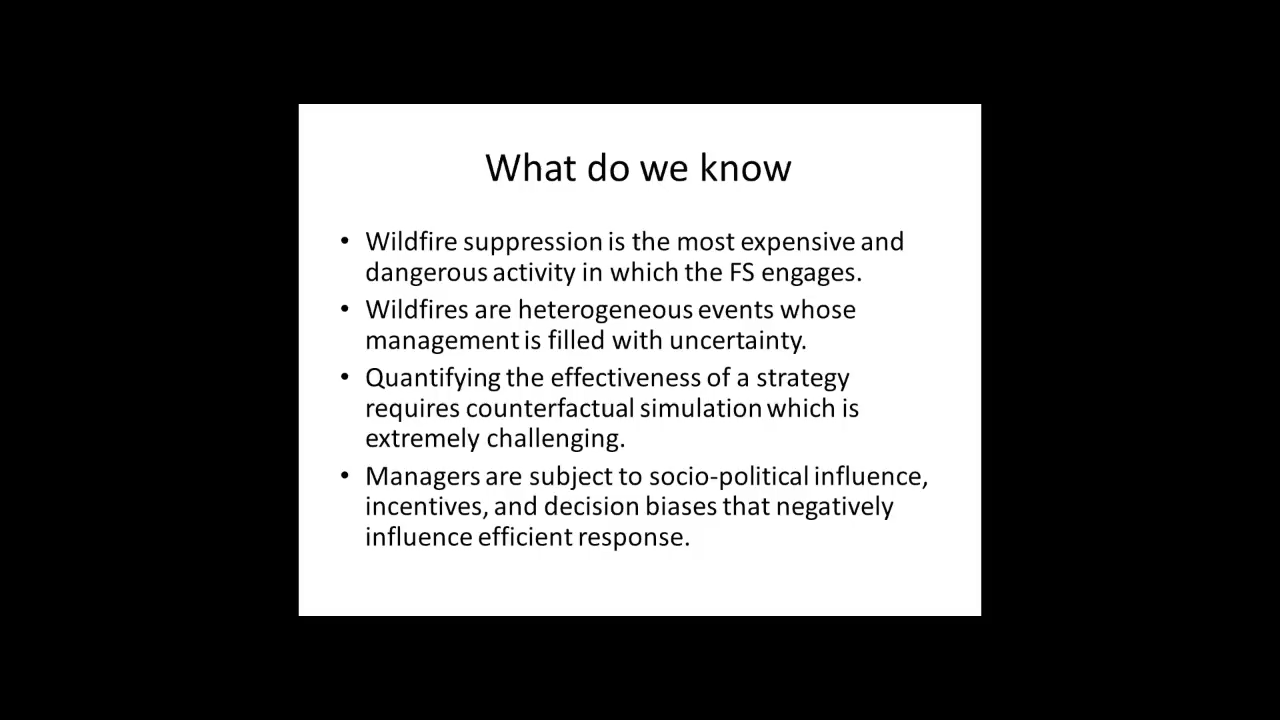 What do we know
• Wildfire suppression is the most expensive and
dangerous activity in which the FS engages.
• Wildfires are heterogeneous events whose
management is filled with uncertainty.
• Quantifying the effectiveness of a strategy
requires counterfactual simulation which is
extremely challenging.
• Managers are subject to socio-political influence,
incentives, and decision biases that negatively
influence efficient response.